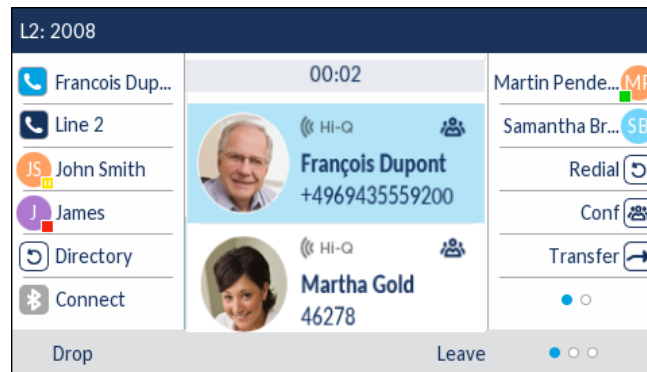 L2: 2008
Francois Dup...
Line 2
JS John Smith
J James
Directory
Connect
00:02
Hi-Q
François Dupont
+4969435559200
Hi-Q
Martha Gold
46278
Martin Pende... MP
Samantha Br... SB
Redial
Conf
Transfer
Drop
Leave